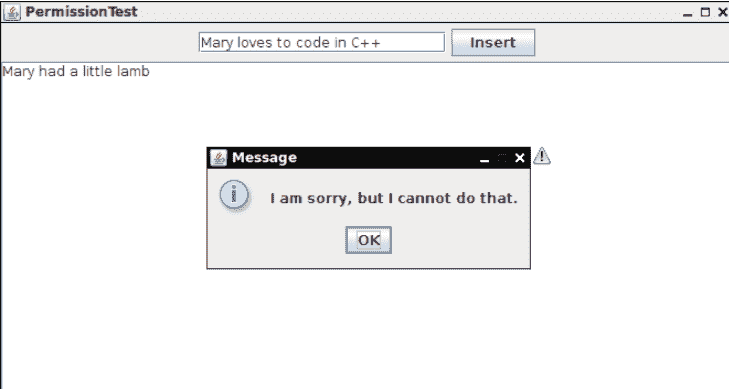 PermissionTest
Mary loves to code in C++ Insert
Mary had a little lamb
Message
I am sorry, but I cannot do that.
OK